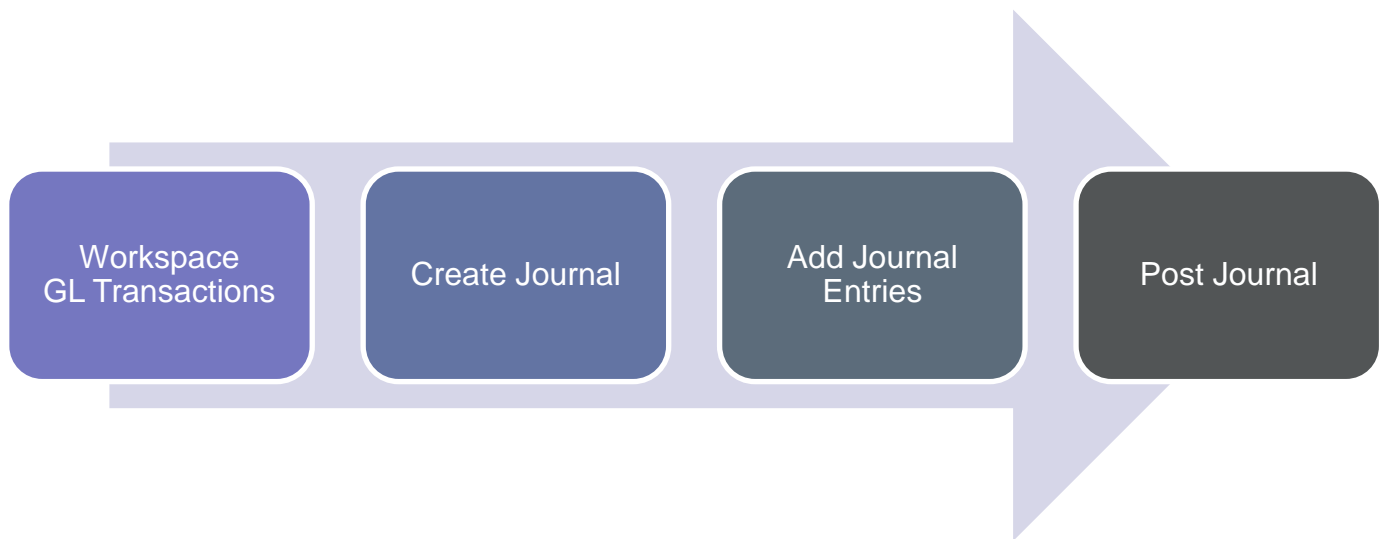 Workspace
GL Transactions
Create Journal
Add Journal
Entries
Post Journal